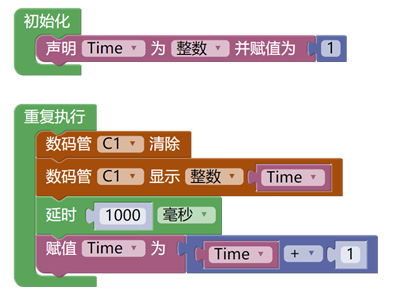 初始化
声明 Time 为 整数 并赋值为 1
重复执行
数码管 C1 清除
数码管 C1 显示 整数 Time
延时 1000 毫秒
赋值 Time 为 Time + 1